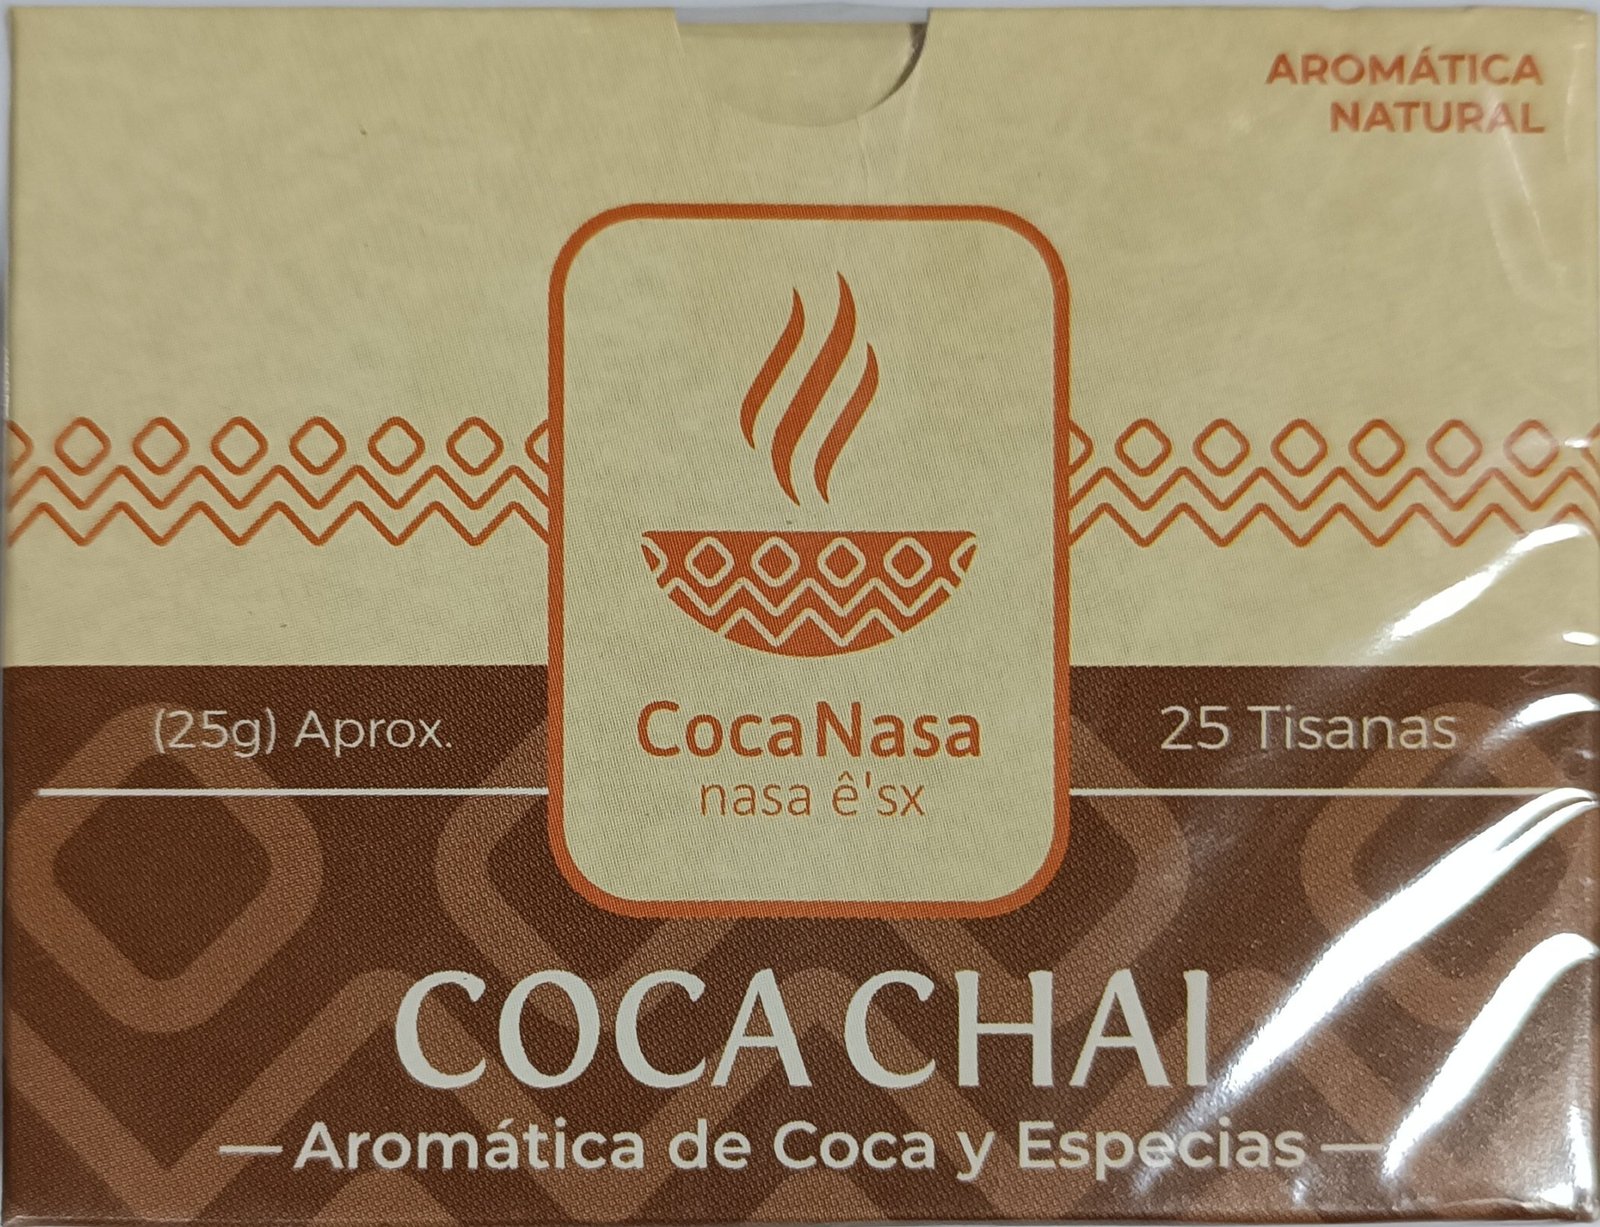 AROMÁTICA
NATURAL
CocaNasa
nasa ê'sx
(25g) Aprox.
25 Tisanas
COCA CHAI
— Aromática de Coca y Especias —